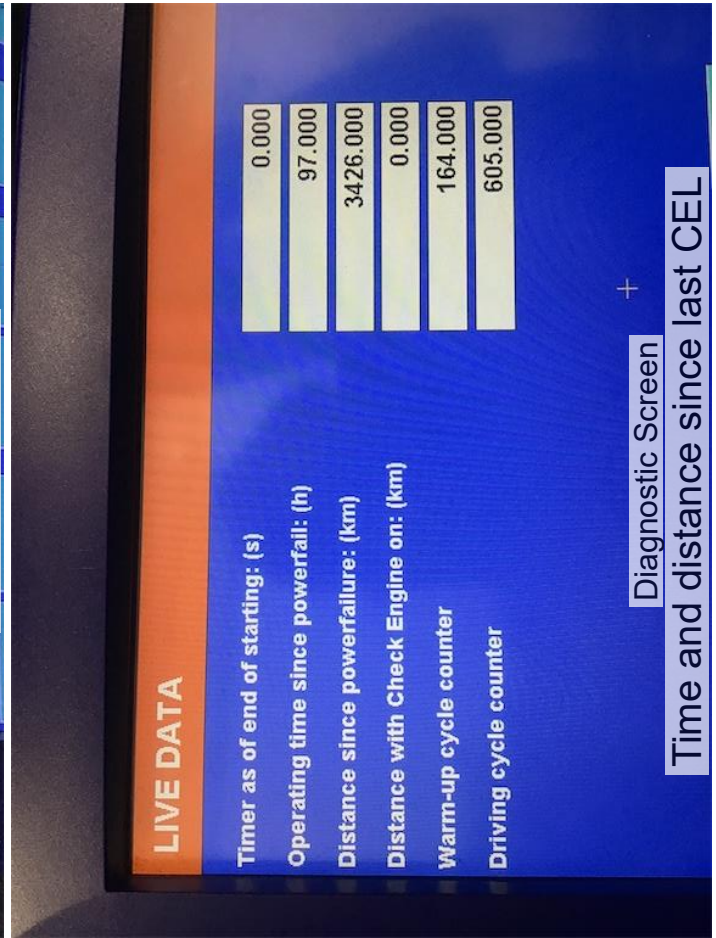 LIVE DATA
Timer as of end of starting: (s) 0.000
Operating time since powerfail: (h) 97.000
Distance since powerfailure: (km) 3426.000
Distance with Check Engine on: (km) 0.000
Warm-up cycle counter 164.000
Driving cycle counter 605.000
Diagnostic Screen
Time and distance since last CEL